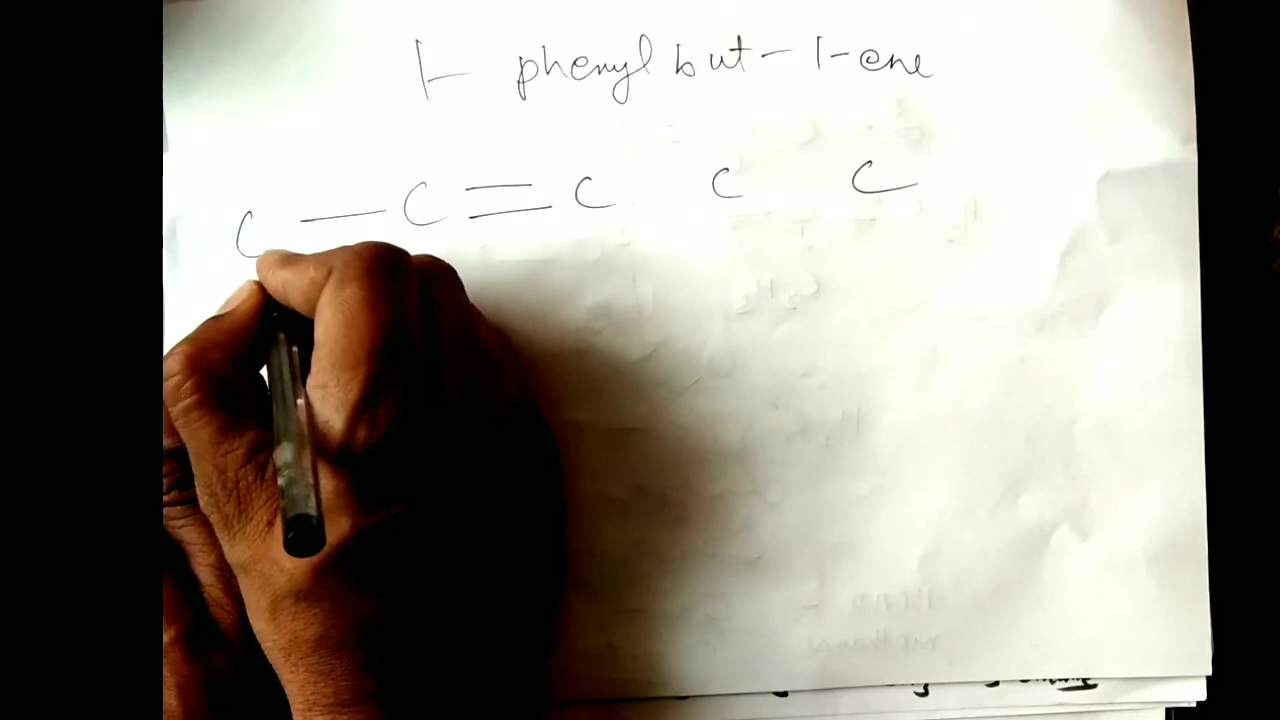 1- phenyl but-1-ene
C — C = C C C